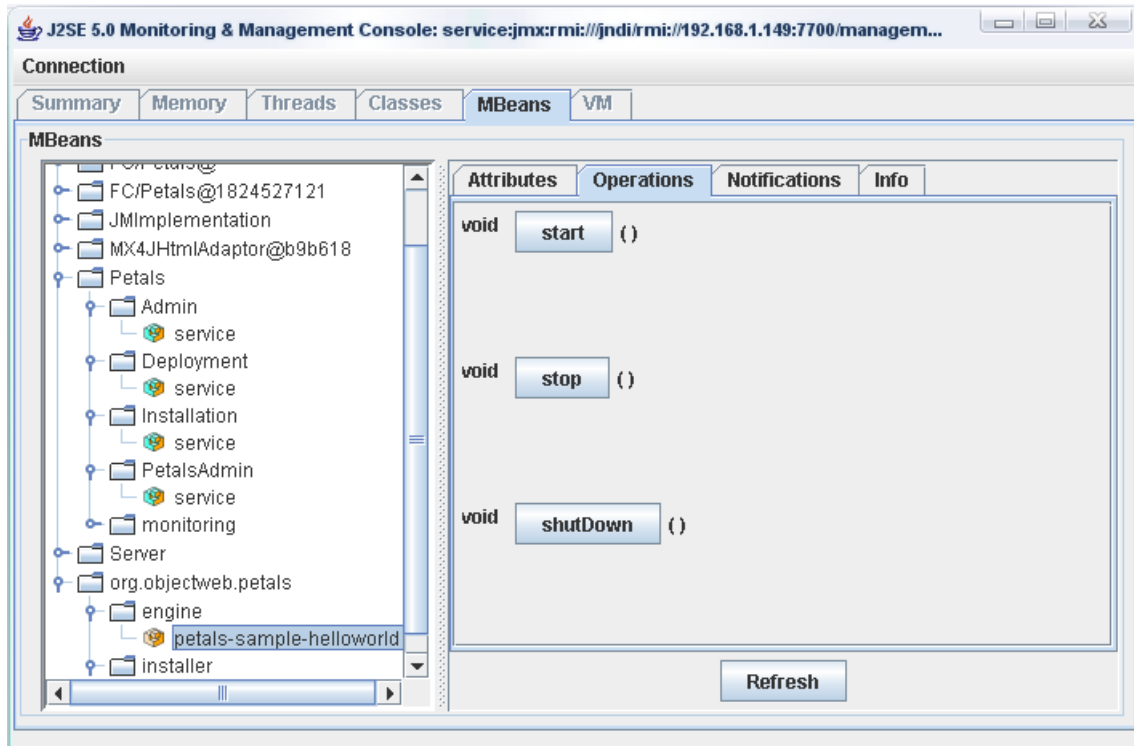 J2SE 5.0 Monitoring & Management Console: service:jmx:rmi:///jndi/rmi://192.168.1.149:7700/managem...
Connection
Summary Memory Threads Classes MBeans VM
MBeans
FC/Petals@
FC/Petals@1824527121
JMImplementation
MX4JHtmlAdaptor@b9b618
Petals
Admin
service
Deployment
service
Installation
service
PetalsAdmin
service
monitoring
Server
org.objectweb.petals
engine
petals-sample-helloworld
installer
Attributes Operations Notifications Info
void start ()
void stop ()
void shutDown ()
Refresh